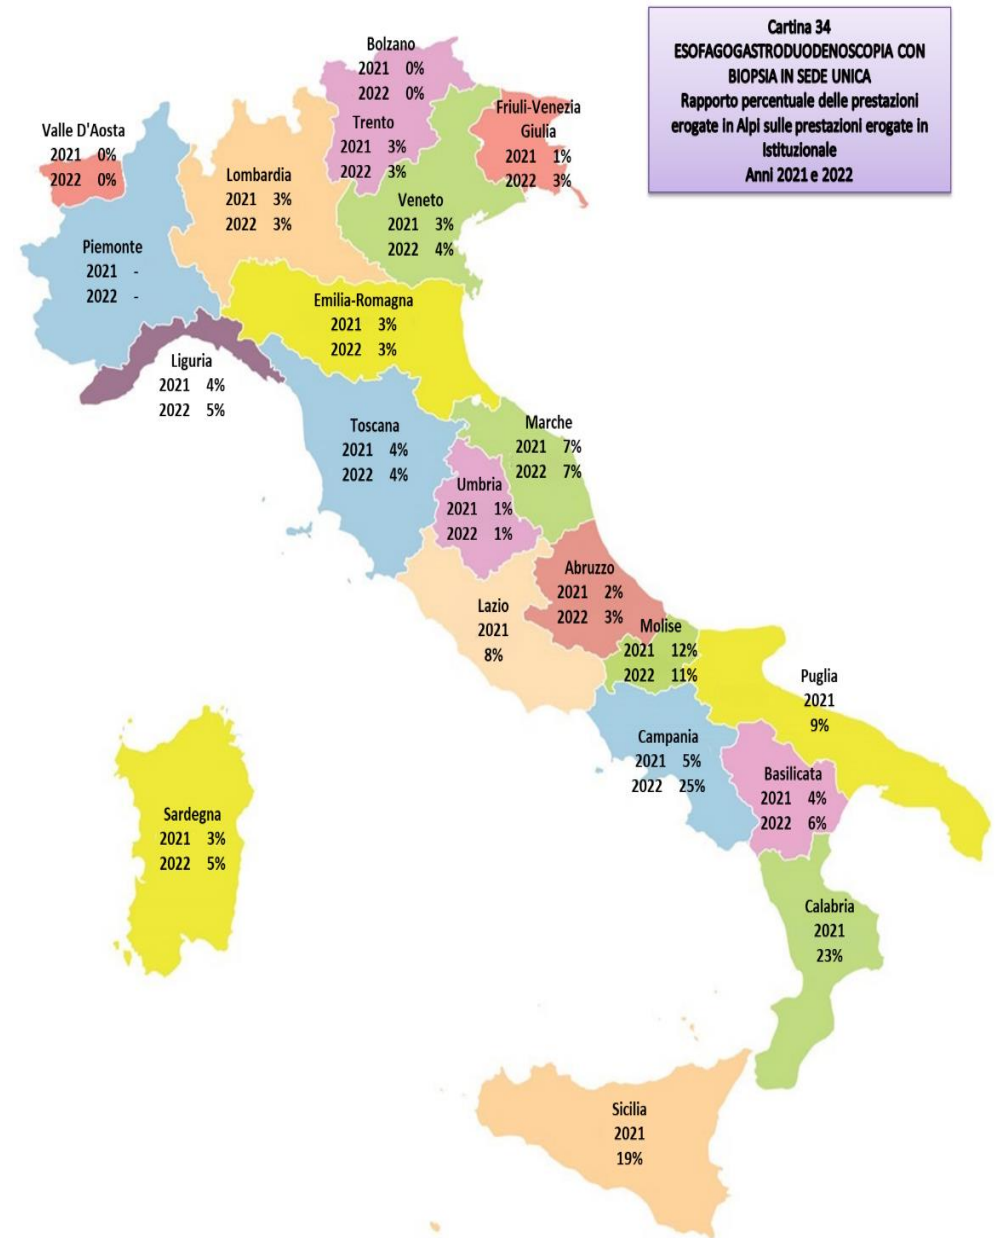 Cartina 34
ESOFAGOGASTRODUODENOSCOPIA CON
BIOPSIA IN SEDE UNICA
Rapporto percentuale delle prestazioni
erogate in Alpi sulle prestazioni erogate in
Istituzionale
Anni 2021 e 2022
Bolzano
2021 0%
2022 0%
Trento
2021 3%
2022 3%
Friuli-Venezia
Giulia
2021 1%
2022 3%
Valle D'Aosta
2021 0%
2022 0%
Lombardia
2021 3%
2022 3%
Veneto
2021 3%
2022 4%
Piemonte
2021 -
2022 -
Emilia-Romagna
2021 3%
2022 3%
Liguria
2021 4%
2022 5%
Toscana
2021 4%
2022 4%
Marche
2021 7%
2022 7%
Umbria
2021 1%
2022 1%
Abruzzo
2021 2%
2022 3%
Lazio
2021
8%
Molise
2021 12%
2022 11%
Puglia
2021
9%
Campania
2021 5%
2022 25%
Basilicata
2021 4%
2022 6%
Sardegna
2021 3%
2022 5%
Calabria
2021
23%
Sicilia
2021
19%